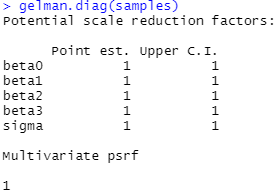 > gelman.diag(samples)
Potential scale reduction factors:
Point est. Upper C.I.
beta0 1 1
beta1 1 1
beta2 1 1
beta3 1 1
sigma 1 1
Multivariate psrf
1